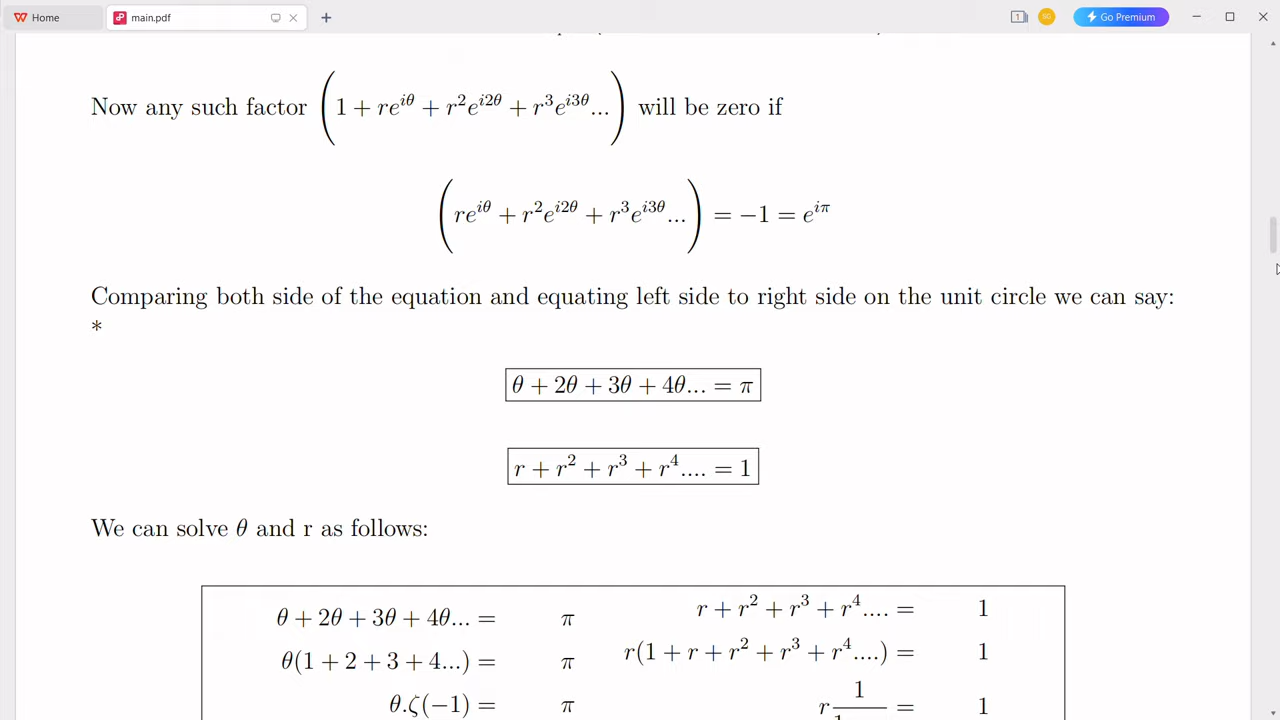 Home
main.pdf
1
SG
Go Premium
Now any such factor (1 + re^{iθ} + r^2e^{i2θ} + r^3e^{i3θ}...) will be zero if
(re^{iθ} + r^2e^{i2θ} + r^3e^{i3θ}...) = −1 = e^{iπ}
Comparing both side of the equation and equating left side to right side on the unit circle we can say:
*
θ + 2θ + 3θ + 4θ... = π
r + r^2 + r^3 + r^4.... = 1
We can solve θ and r as follows:
θ + 2θ + 3θ + 4θ... = π r + r^2 + r^3 + r^4.... = 1
θ(1 + 2 + 3 + 4...) = π r(1 + r + r^2 + r^3 + r^4....) = 1
θ.ζ(−1) = π r 1 = 1